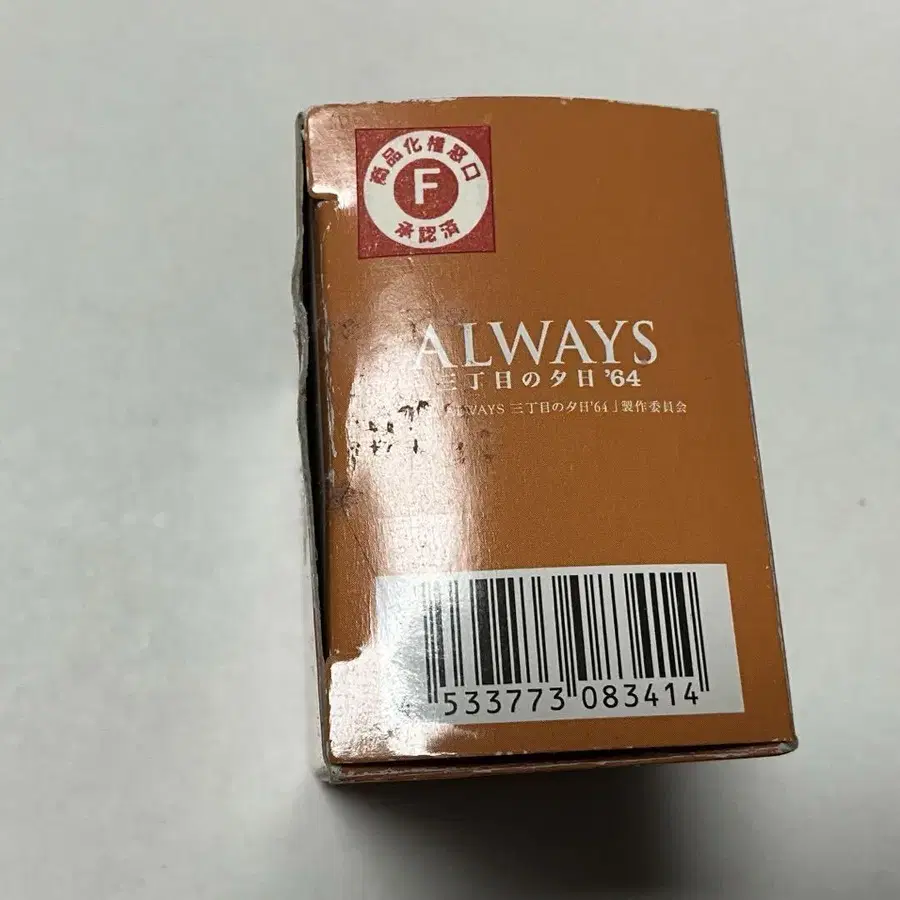 商品化権窓口
F
承認済
ALWAYS
三丁目の夕日'64
ALWAYS 三丁目の夕日'64」製作委員会
4 533773 083414